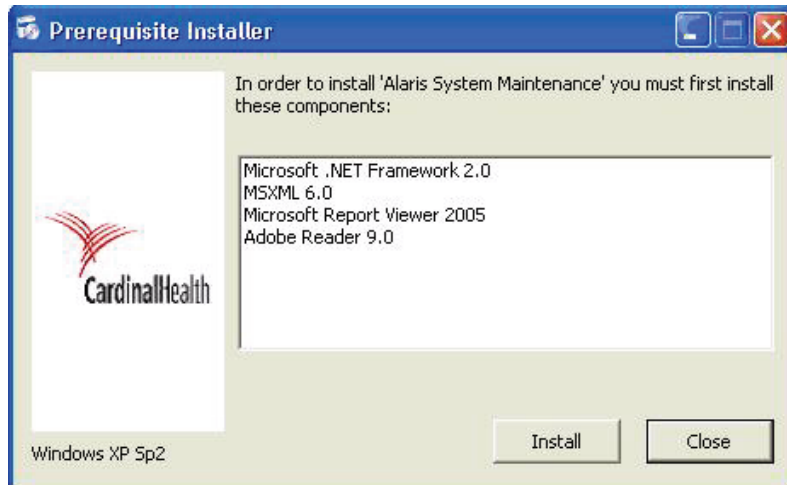 Prerequisite Installer
In order to install 'Alaris System Maintenance' you must first install
these components:
Microsoft .NET Framework 2.0
MSXML 6.0
Microsoft Report Viewer 2005
Adobe Reader 9.0
CardinalHealth
Windows XP Sp2
Install
Close